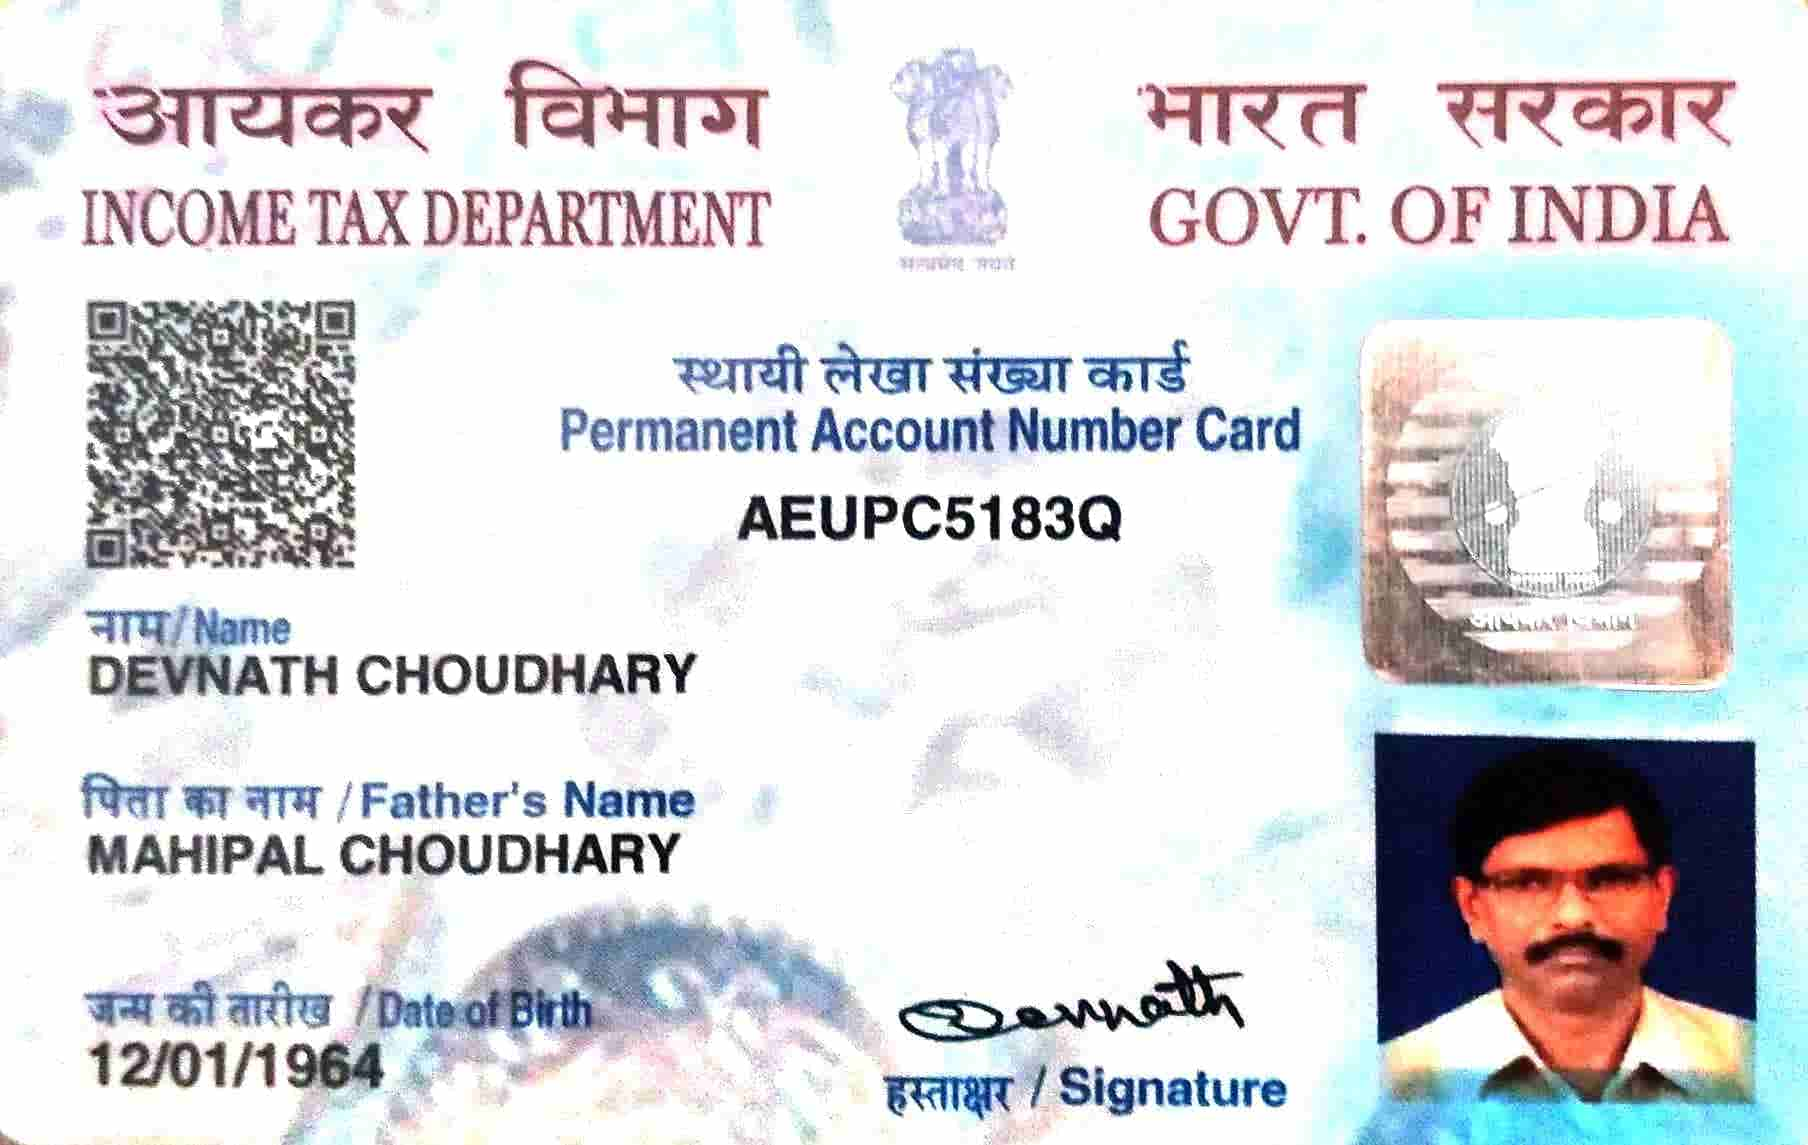 आयकर विभाग
INCOME TAX DEPARTMENT
भारत सरकार
GOVT. OF INDIA
सत्यमेव जयते
स्थायी लेखा संख्या कार्ड
Permanent Account Number Card
AEUPC5183Q
नाम/Name
DEVNATH CHOUDHARY
पिता का नाम /Father's Name
MAHIPAL CHOUDHARY
जन्म की तारीख /Date of Birth
12/01/1964
Devnath
हस्ताक्षर / Signature